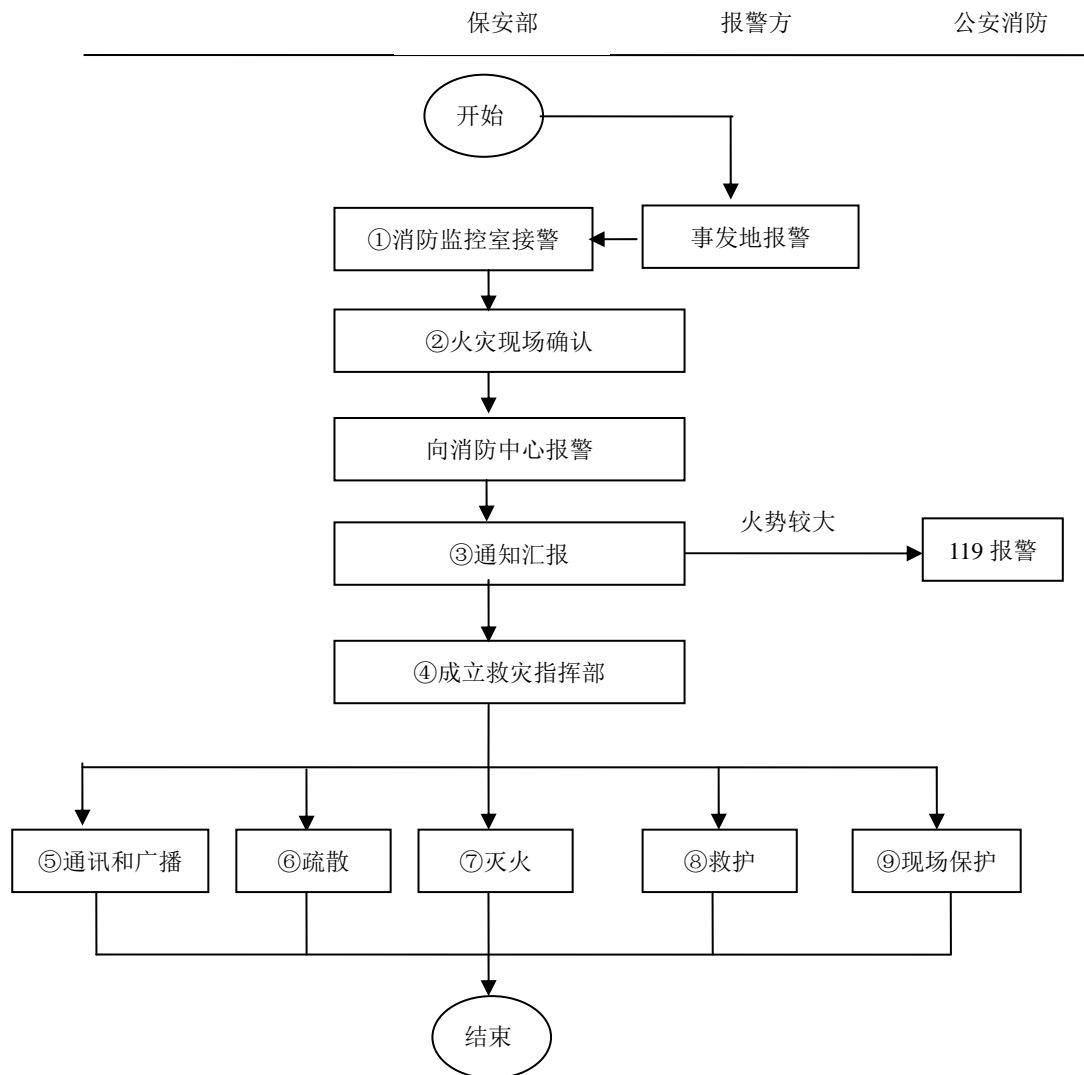 保安部 报警方 公安消防
开始
①消防监控室接警 事发地报警
②火灾现场确认
向消防中心报警
火势较大
③通知汇报 119 报警
④成立救灾指挥部
⑤通讯和广播 ⑥疏散 ⑦灭火 ⑧救护 ⑨现场保护
结束